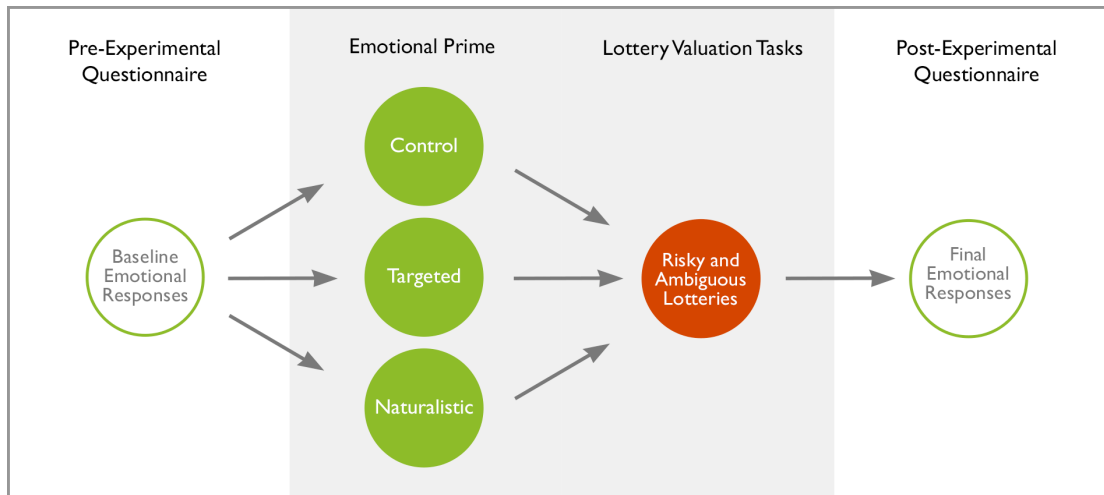 Pre-Experimental
Questionnaire
Emotional Prime
Lottery Valuation Tasks
Post-Experimental
Questionnaire
Baseline
Emotional
Responses
Control
Targeted
Naturalistic
Risky and
Ambiguous
Lotteries
Final
Emotional
Responses